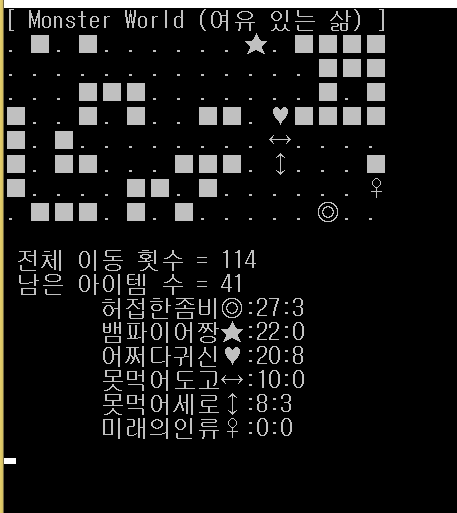 [ Monster World (여유 있는 삶) ]
. ■. ■. . . . . . ★. ■■■■
. . . . . . . . . . . . . ■■■
. . . ■■■. . . . . . . ■. ■
■. . ■. ■. . ■■. ♥■■■■
■. ■. . . . . . . . ↔. . . .
■. ■■. . . ■■■. ↕. . . ■
■. . . . ■■. ■. . . . . . ♀
. ■■■. ■. ■. . . . . ◎. .
전체 이동 횟수 = 114
남은 아이템 수 = 41
허접한좀비◎:27:3
뱀파이어짱★:22:0
어쩌다귀신♥:20:8
못먹어도고↔:10:0
못먹어세로↕:8:3
미래의인류♀:0:0